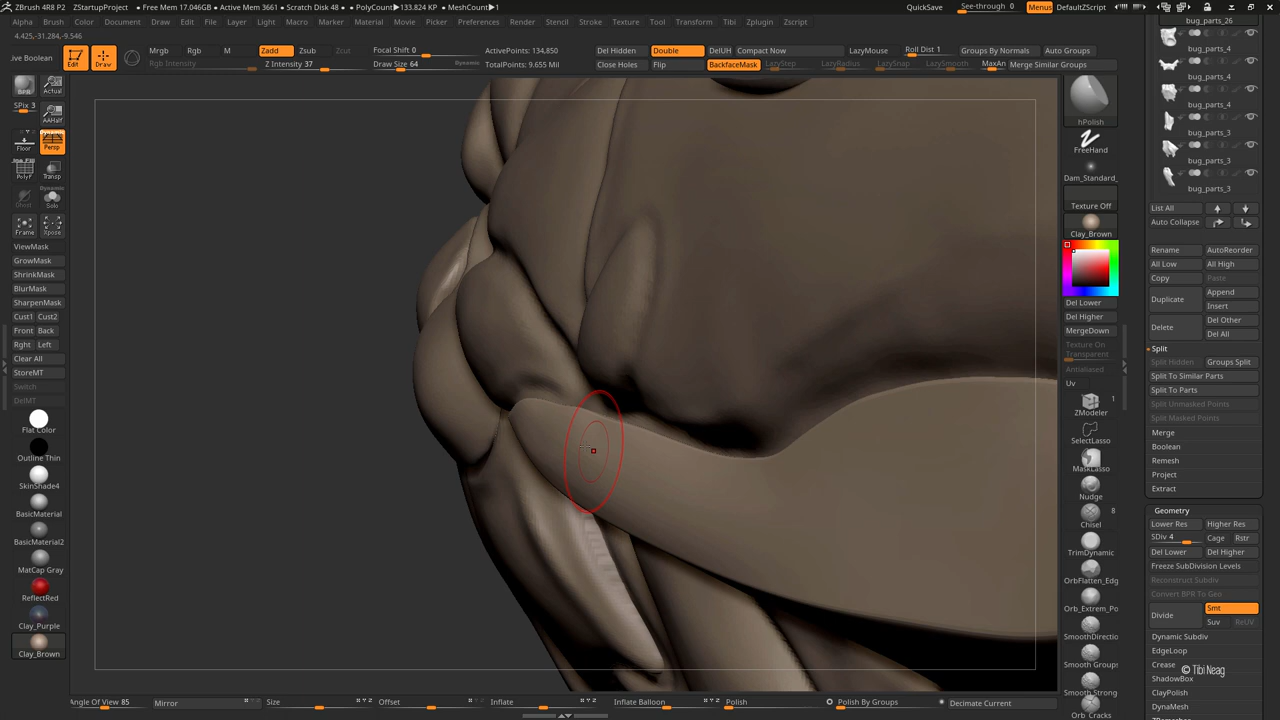 ZBrush 4R8 P2 ZStartupProject • Free Mem 17.046GB • Active Mem 3661 • Scratch Disk 48 • PolyCount▶133.824 KP • MeshCount▶1 QuickSave See-through 0 Menus DefaultZScript
Alpha Brush Color Document Draw Edit File Layer Light Macro Marker Material Movie Picker Preferences Render Stencil Stroke Texture Tool Transform Tibi Zplugin Zscript
4.425,-31.284,-9.546
ive Boolean Edit Draw Mrgb Rgb M Zadd Zsub Zcut Focal Shift 0 ActivePoints: 134,850 Del Hidden Double DelUH Compact Now LazyMouse Roll Dist 1 Groups By Normals Auto Groups
Rgb Intensity Z Intensity 37 Draw Size 64 Dynamic TotalPoints: 9.655 Mil Close Holes Flip BackfaceMask LazyStep LazyRadius LazySnap LazySmooth MaxAn Merge Similar Groups
BPR Actual
SPix 3 AAHalf
Dynamic
Floor Persp
PolyF Transp
Dynamic
Ghost Solo
Frame Xpose
ViewMask
GrowMask
ShrinkMask
BlurMask
SharpenMask
Cust1 Cust2
Front Back
Rght Left
Clear All
StoreMT
Switch
DelMT
Flat Color
Outline Thin
SkinShade4
BasicMaterial
BasicMaterial2
MatCap Gray
ReflectRed
Clay_Purple
Clay_Brown
hPolish
FreeHand
Dam_Standard_
Texture Off
Clay_Brown
Del Lower
Del Higher
MergeDown
Texture On
Transparent
Antialiased
Uv
1
ZModeler
SelectLasso
MaskLasso
Nudge
8
Chisel
TrimDynamic
OrbFlatten_Edg
Orb_Extrem_Po
SmoothDirectio
Smooth Groups
Smooth Strong
Orb_Cracks
bug_parts_26
bug_parts_4
bug_parts_4
bug_parts_4
bug_parts_3
bug_parts_3
bug_parts_3
List All
Auto Collapse
Rename AutoReorder
All Low All High
Copy Paste
Duplicate Append
Insert
Delete Del Other
Del All
Split
Split Hidden Groups Split
Split To Similar Parts
Split To Parts
Split Unmasked Points
Split Masked Points
Merge
Boolean
Remesh
Project
Extract
Geometry
Lower Res Higher Res
SDiv 4 Cage Rstr
Del Lower Del Higher
Freeze SubDivision Levels
Reconstruct Subdiv
Convert BPR To Geo
Divide Smt
Suv ReUV
Dynamic Subdiv
EdgeLoop
Crease
© Tibi Neag
ShadowBox
ClayPolish
DynaMesh
Angle Of View 85 Mirror Size Offset Inflate Inflate Balloon Polish Polish By Groups Decimate Current